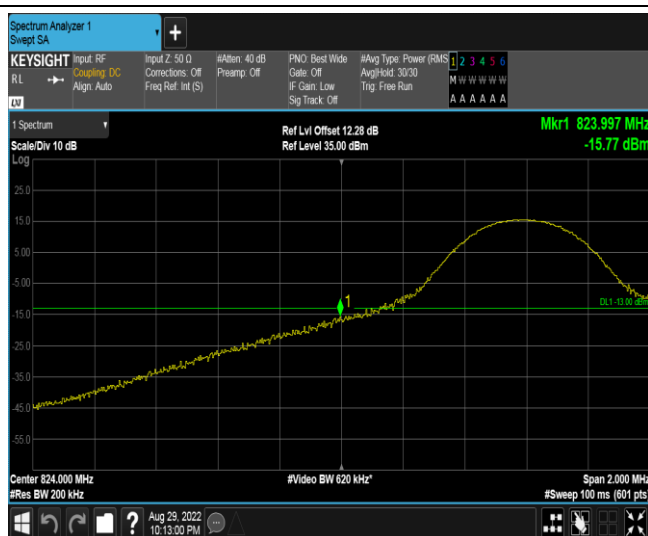 Spectrum Analyzer 1
Swept SA
+
KEYSIGHT
RL
LXI
Input: RF
Coupling: DC
Align: Auto
Input Z: 50 Ω
Corrections: Off
Freq Ref: Int (S)
#Atten: 40 dB
Preamp: Off
PNO: Best Wide
Gate: Off
IF Gain: Low
Sig Track: Off
#Avg Type: Power (RMS
Avg|Hold: 30/30
Trig: Free Run
1 2 3 4 5 6
M W W W W W
A A A A A A
1 Spectrum
Scale/Div 10 dB
Ref Lvl Offset 12.28 dB
Ref Level 35.00 dBm
Mkr1 823.997 MHz
-15.77 dBm
Log
25.0
15.0
5.00
-5.00
1
DL1 -13.00 dBm
-15.0
-25.0
-35.0
-45.0
-55.0
Center 824.000 MHz
#Res BW 200 kHz
#Video BW 620 kHz*
Span 2.000 MHz
#Sweep 100 ms (601 pts)
?
Aug 29, 2022
10:13:00 PM